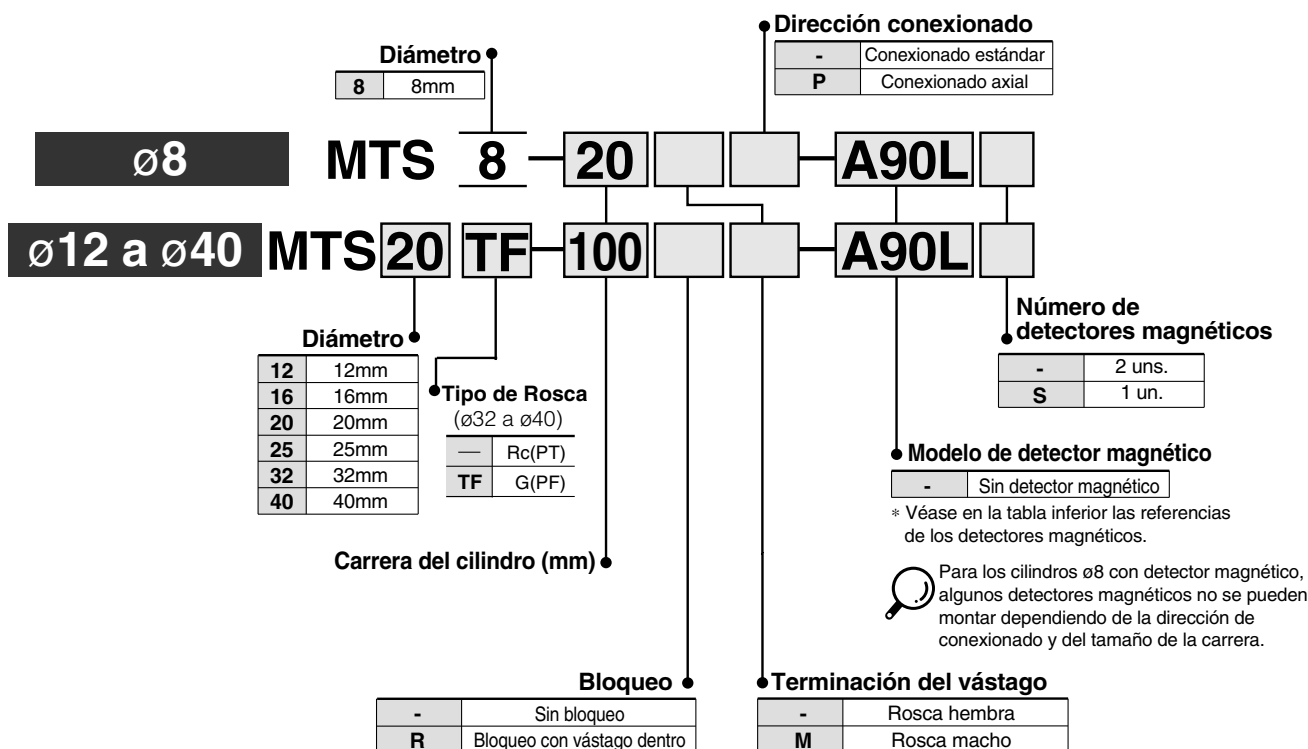 Dirección conexionado
- Conexionado estándar
P Conexionado axial
Diámetro
8 8mm
ø8 MTS 8 - 20 - A90L
ø12 a ø40 MTS 20 TF - 100 - A90L
Número de
detectores magnéticos
- 2 uns.
S 1 un.
Diámetro
12 12mm
16 16mm
20 20mm
25 25mm
32 32mm
40 40mm
Tipo de Rosca
(ø32 a ø40)
— Rc(PT)
TF G(PF)
Modelo de detector magnético
- Sin detector magnético
* Véase en la tabla inferior las referencias
de los detectores magnéticos.
Carrera del cilindro (mm)
Para los cilindros ø8 con detector magnético,
algunos detectores magnéticos no se pueden
montar dependiendo de la dirección de
conexionado y del tamaño de la carrera.
Bloqueo
- Sin bloqueo
R Bloqueo con vástago dentro
Terminación del vástago
- Rosca hembra
M Rosca macho